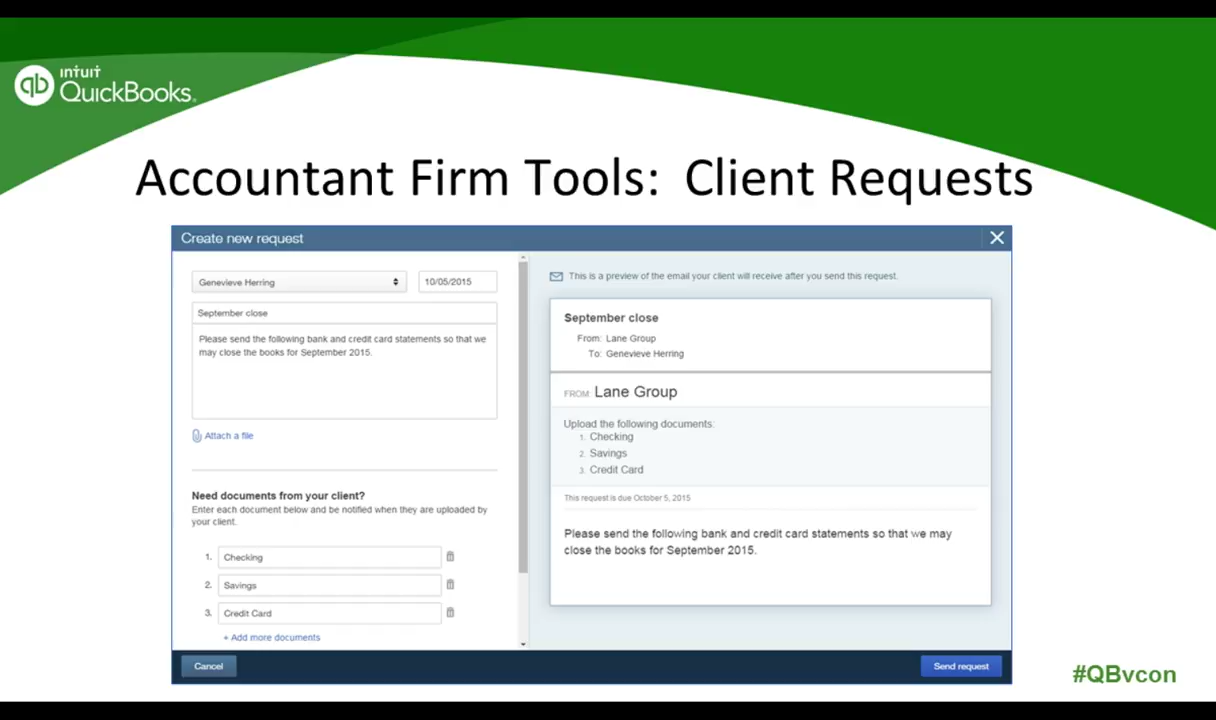 intuit
qb QuickBooks.
Accountant Firm Tools: Client Requests
Create new request
Genevieve Herring
10/05/2015
September close
Please send the following bank and credit card statements so that we
may close the books for September 2015.
Attach a file
Need documents from your client?
Enter each document below and be notified when they are uploaded by
your client.
1. Checking
2. Savings
3. Credit Card
+ Add more documents
Cancel
This is a preview of the email your client will receive after you send this request.
September close
From: Lane Group
To: Genevieve Herring
FROM Lane Group
Upload the following documents:
1. Checking
2. Savings
3. Credit Card
This request is due October 5, 2015
Please send the following bank and credit card statements so that we may
close the books for September 2015.
Send request
#QBvcon